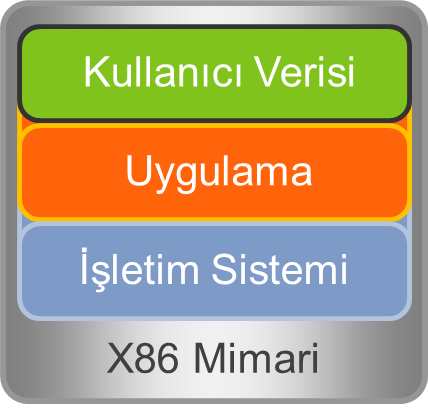 Kullanıcı Verisi
Uygulama
İşletim Sistemi
X86 Mimari